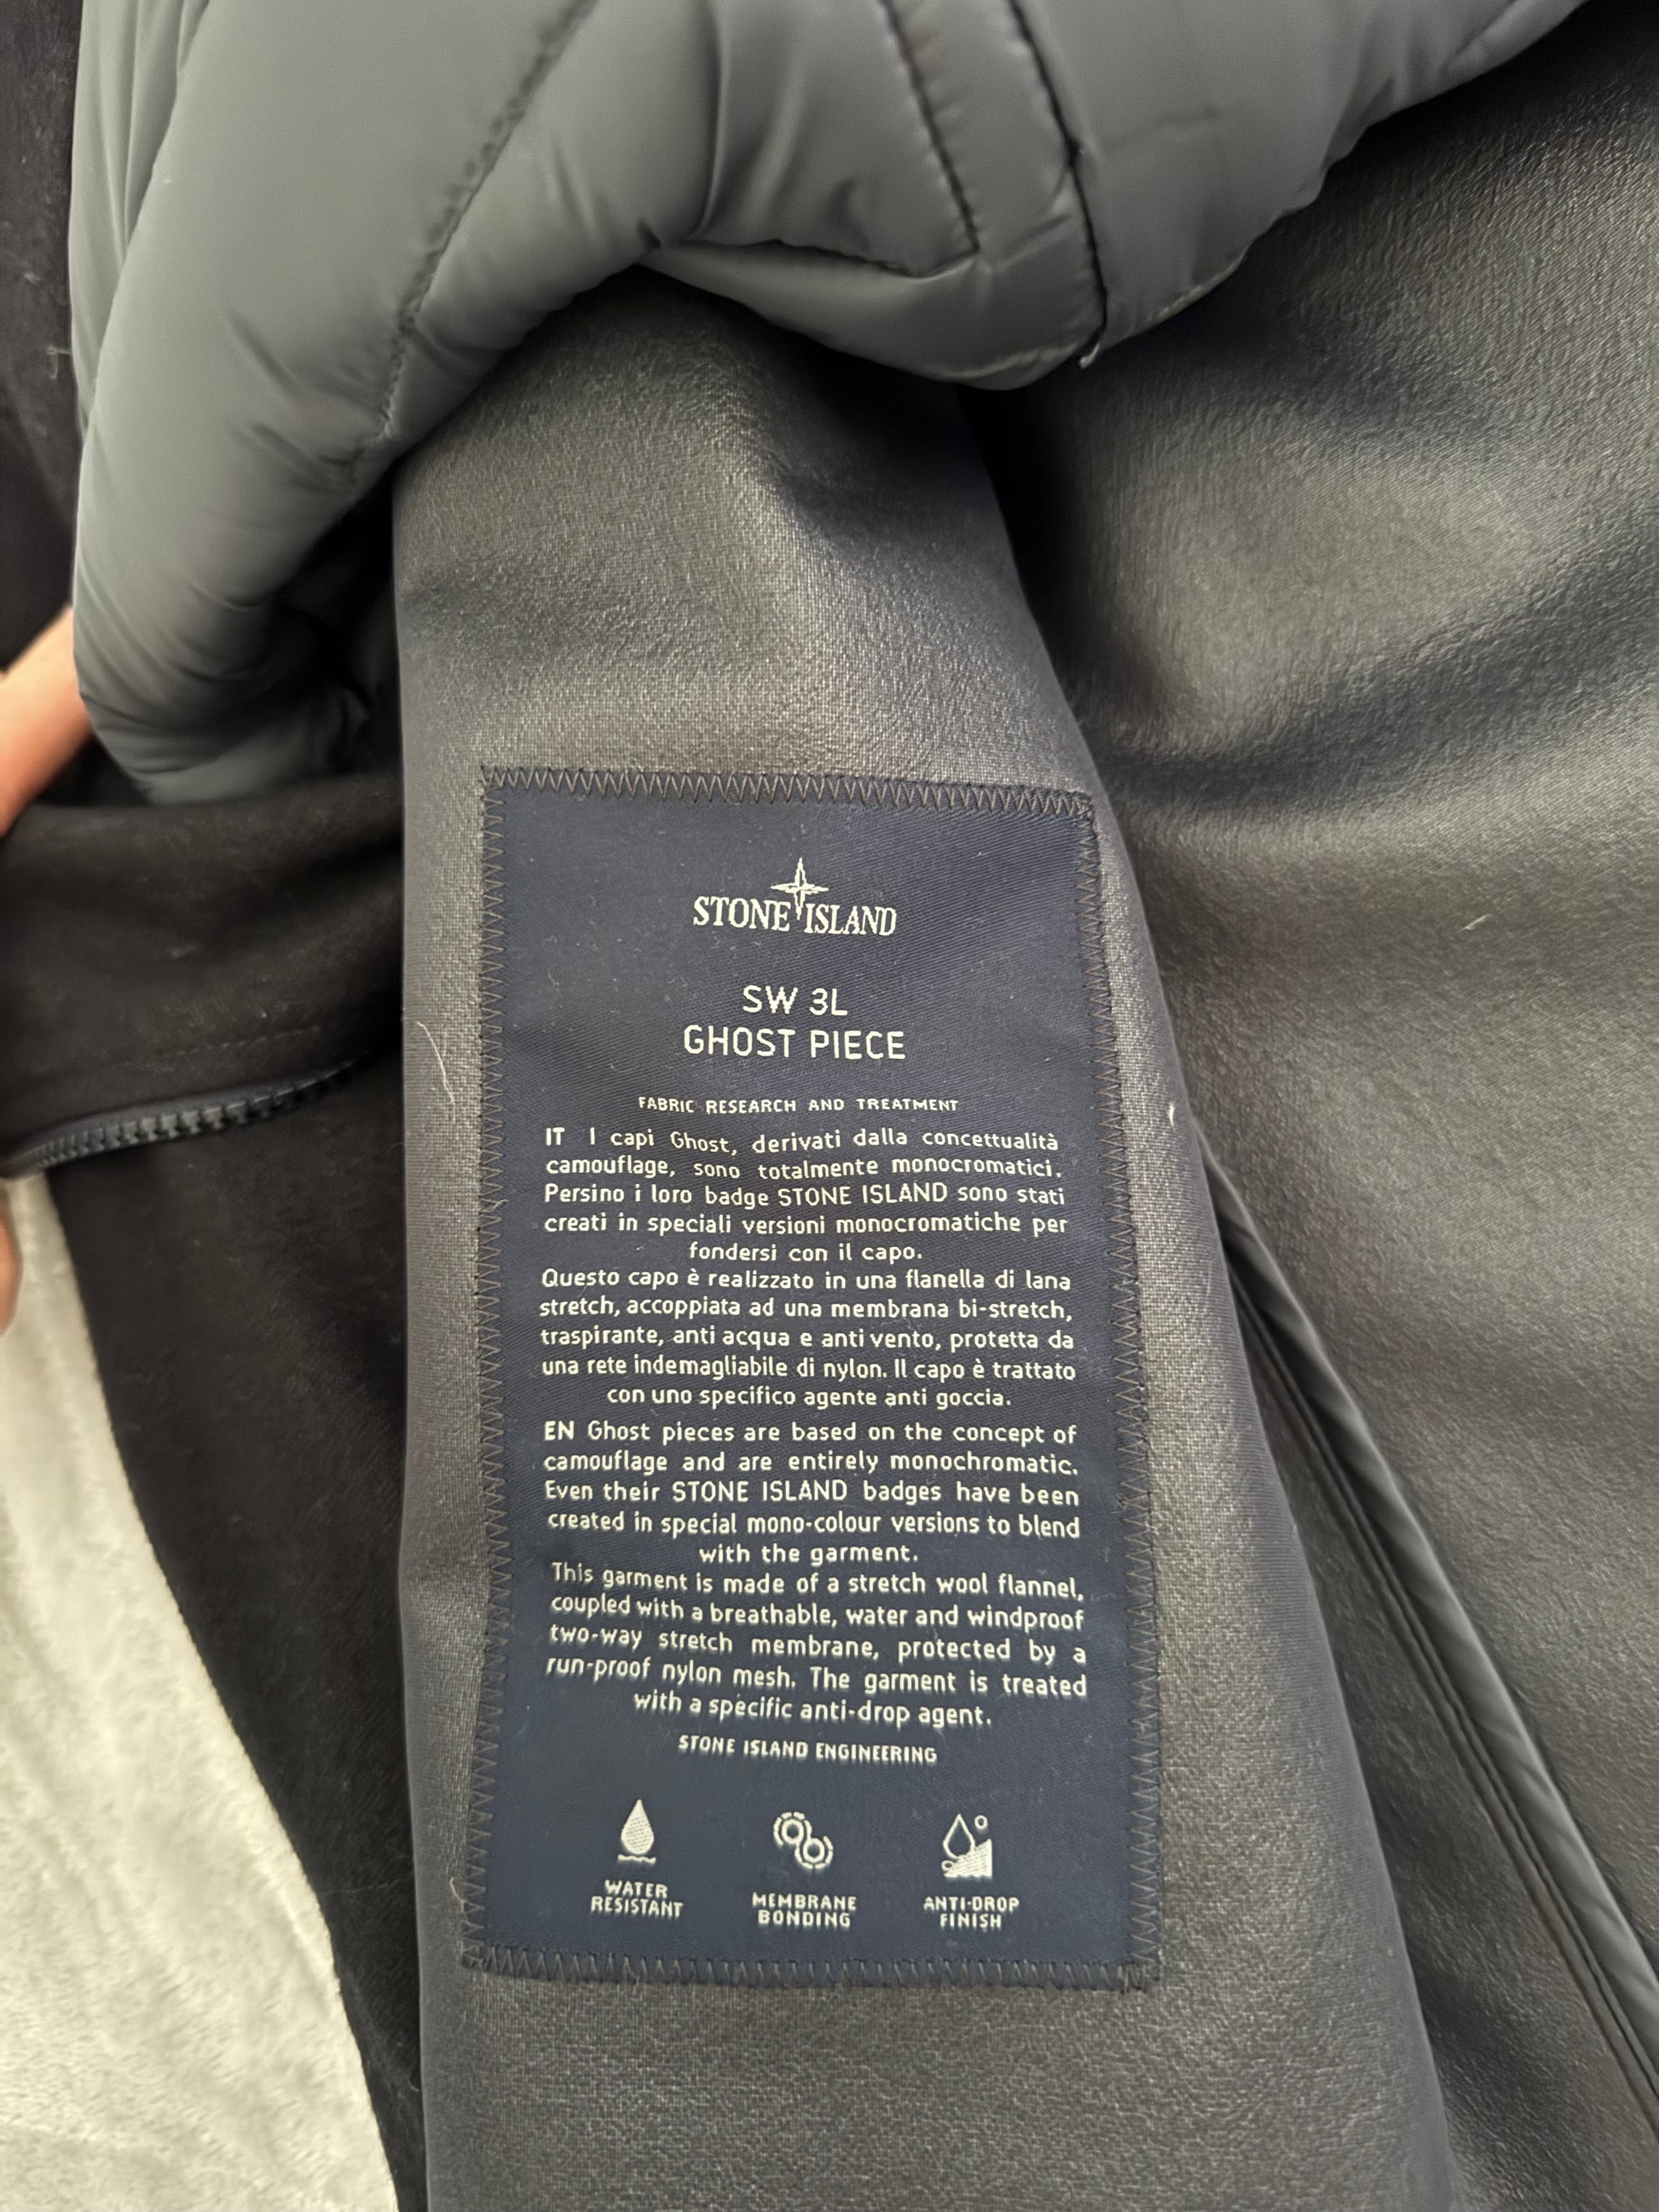 STONE ISLAND
SW 3L
GHOST PIECE
FABRIC RESEARCH AND TREATMENT
IT I capi Ghost, derivati dalla concettualità
camouflage, sono totalmente monocromatici.
Persino i loro badge STONE ISLAND sono stati
creati in speciali versioni monocromatiche per
fondersi con il capo.
Questo capo è realizzato in una flanella di lana
stretch, accoppiata ad una membrana bi-stretch,
traspirante, anti acqua e anti vento, protetta da
una rete indemagliabile di nylon. Il capo è trattato
con uno specifico agente anti goccia.
EN Ghost pieces are based on the concept of
camouflage and are entirely monochromatic.
Even their STONE ISLAND badges have been
created in special mono-colour versions to blend
with the garment.
This garment is made of a stretch wool flannel,
coupled with a breathable, water and windproof
two-way stretch membrane, protected by a
run-proof nylon mesh. The garment is treated
with a specific anti-drop agent.
STONE ISLAND ENGINEERING
WATER
RESISTANT
MEMBRANE
BONDING
ANTI-DROP
FINISH